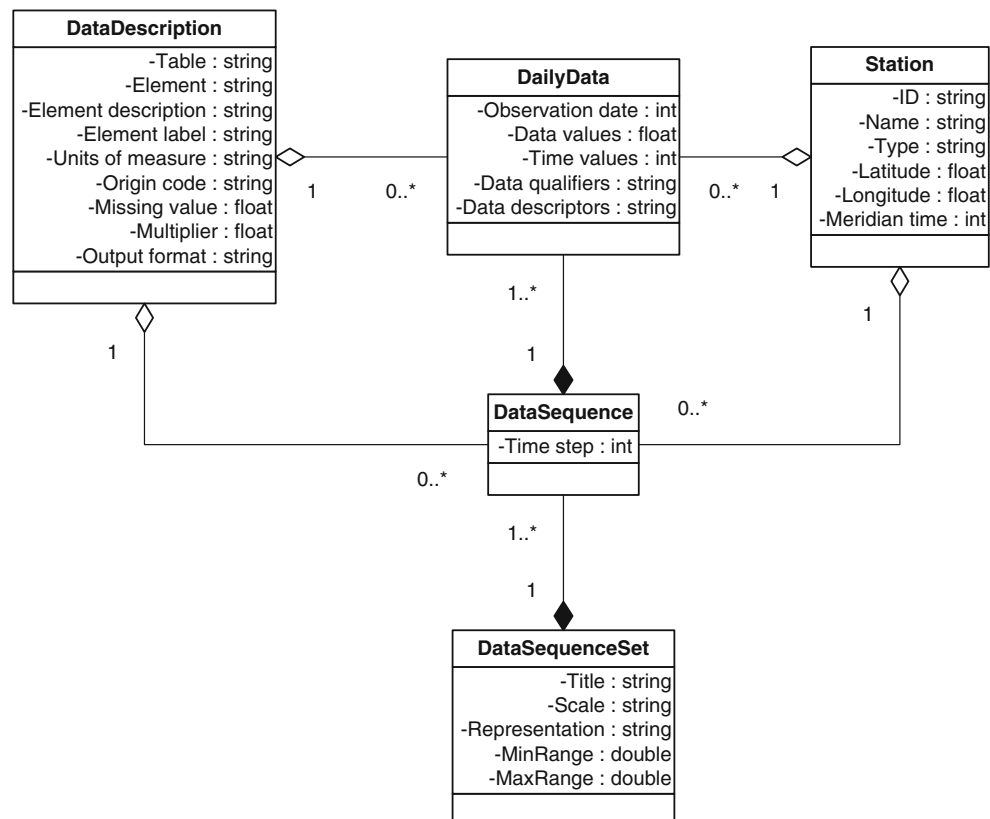 DataDescription
-Table : string
-Element : string
-Element description : string
-Element label : string
-Units of measure : string
-Origin code : string
-Missing value : float
-Multiplier : float
-Output format : string
DailyData
-Observation date : int
-Data values : float
-Time values : int
-Data qualifiers : string
-Data descriptors : string
Station
-ID : string
-Name : string
-Type : string
-Latitude : float
-Longitude : float
-Meridian time : int
1
0..*
0..*
1
1..*
1
1
1
DataSequence
-Time step : int
0..*
0..*
1..*
1
DataSequenceSet
-Title : string
-Scale : string
-Representation : string
-MinRange : double
-MaxRange : double